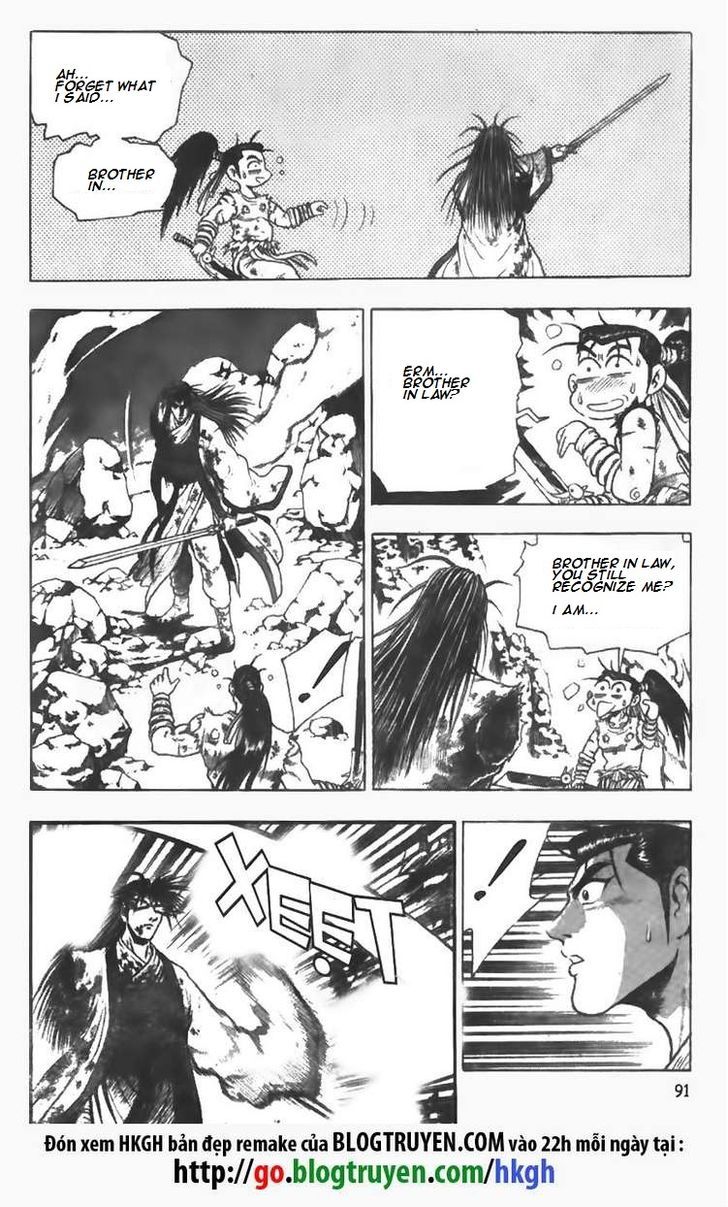 AH...
FORGET WHAT
I SAID...
BROTHER
IN...
ERM...
BROTHER
IN LAW?
!
BROTHER IN LAW,
YOU STILL
RECOGNIZE ME?
I AM...
XẸẸT
!
91
Đón xem HKGH bản đẹp remake của BLOGTRUYEN.COM vào 22h mỗi ngày tại :
http://go.blogtruyen.com/hkgh